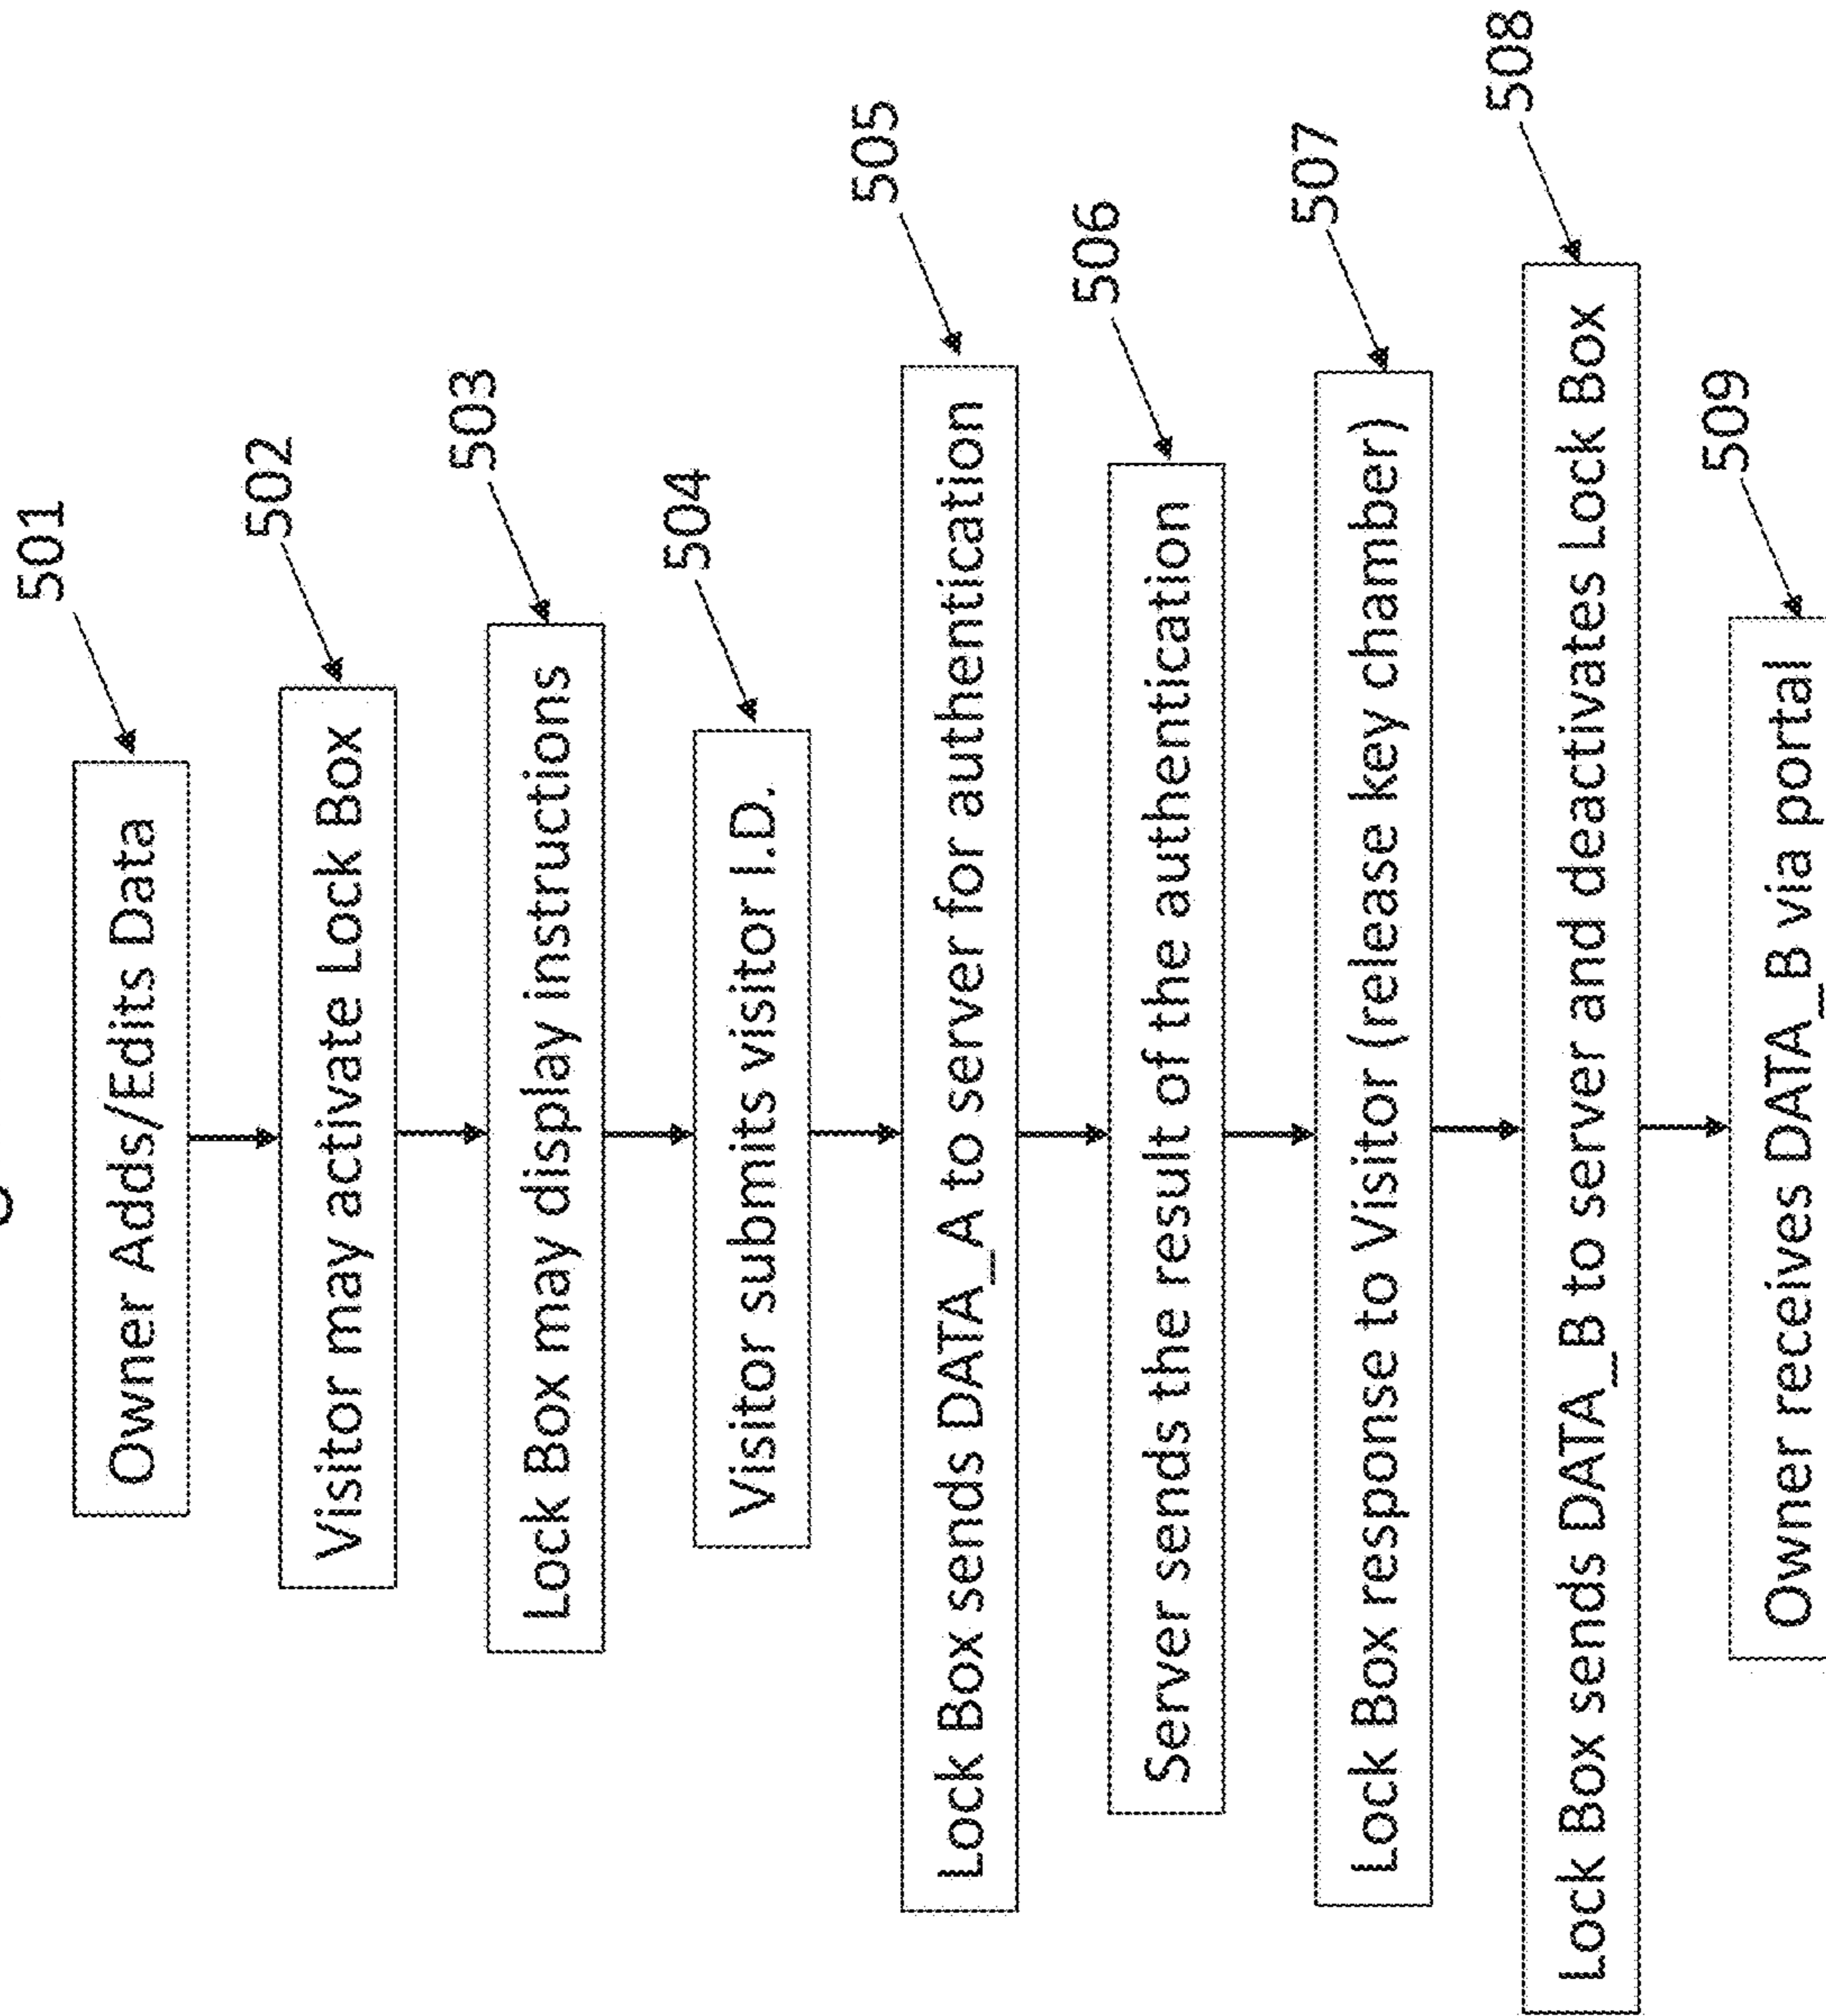 501
Owner Adds/Edits Data
502
Visitor may activate Lock Box
503
Lock Box may display instructions
504
Visitor submits visitor I.D.
505
Lock Box sends DATA_A to server for authentication
506
Server sends the result of the authentication
507
Lock Box response to Visitor (release key chamber)
508
Lock Box sends DATA_B to server and deactivates Lock Box
509
Owner receives DATA_B via portal